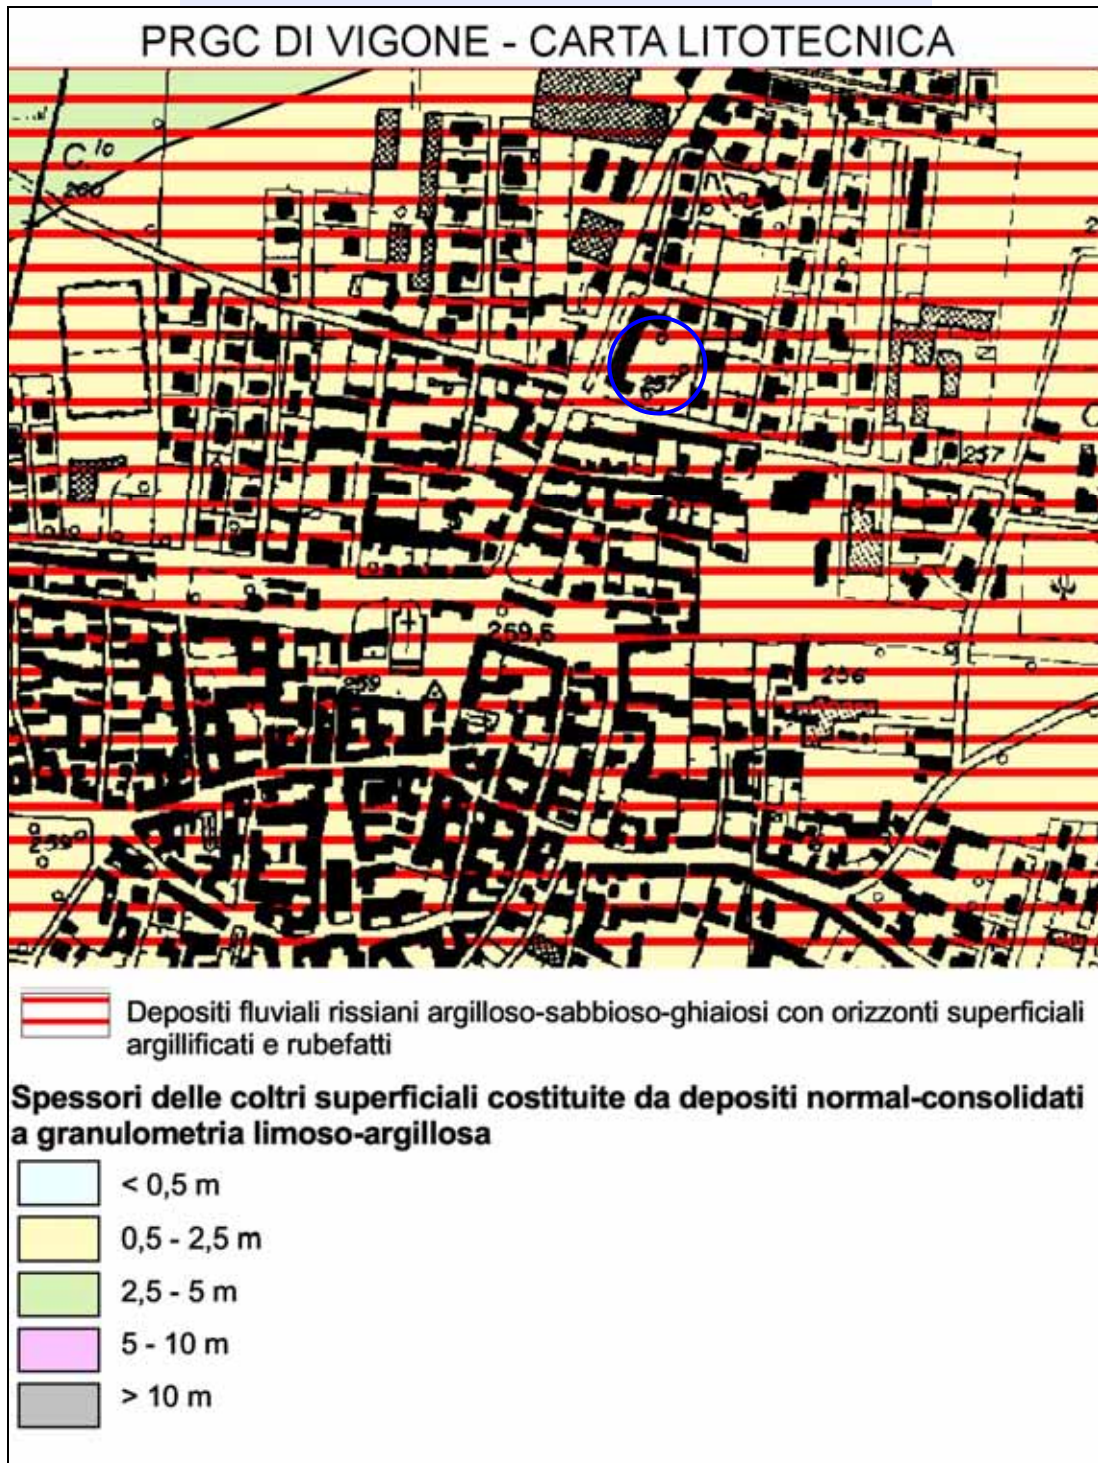 PRGC DI VIGONE - CARTA LITOTECNICA
C.lo
260
257
257
259,5
256
259
259
Depositi fluviali rissiani argilloso-sabbioso-ghiaiosi con orizzonti superficiali
argillificati e rubefatti
Spessori delle coltri superficiali costituite da depositi normal-consolidati
a granulometria limoso-argillosa
< 0,5 m
0,5 - 2,5 m
2,5 - 5 m
5 - 10 m
> 10 m